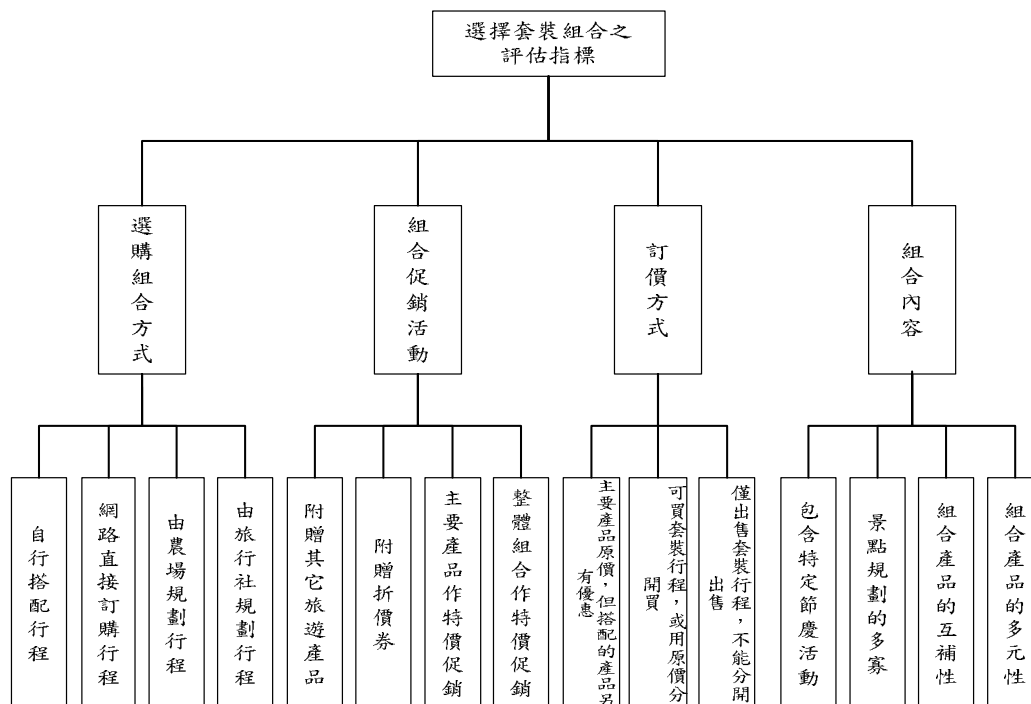 選擇套裝組合之
評估指標
選購組合方式
組合促銷活動
訂價方式
組合內容
自行搭配行程
網路直接訂購行程
由農場規劃行程
由旅行社規劃行程
附贈其它旅遊產品
附贈折價券
主要產品作特價促銷
整體組合作特價促銷
主要產品原價，但搭配的產品另
有優惠
可買套裝行程，或用原價分
開買
僅出售套裝行程，不能分開
出售
包含特定節慶活動
景點規劃的多寡
組合產品的互補性
組合產品的多元性